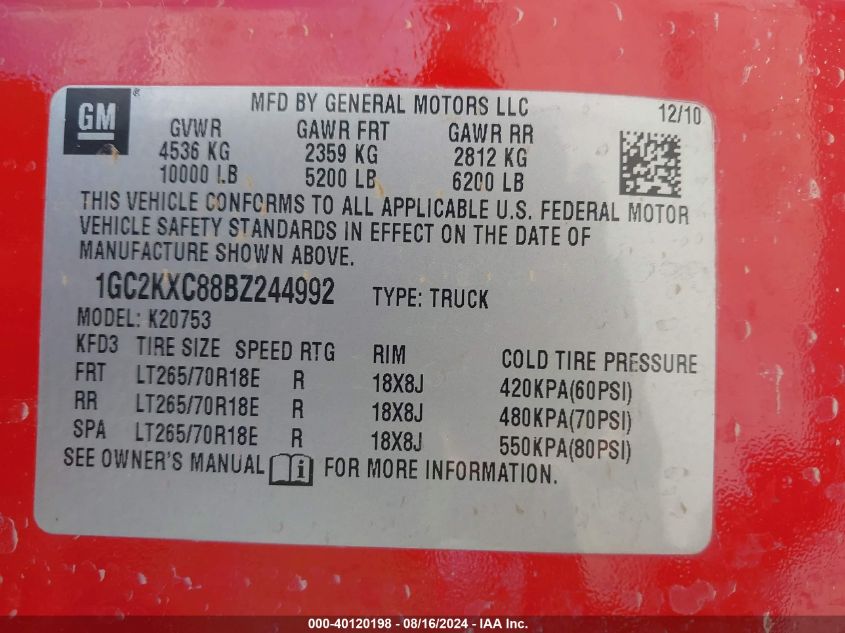 GM
MFD BY GENERAL MOTORS LLC 12/10
GVWR GAWR FRT GAWR RR
4536 KG 2359 KG 2812 KG
10000 LB 5200 LB 6200 LB
THIS VEHICLE CONFORMS TO ALL APPLICABLE U.S. FEDERAL MOTOR
VEHICLE SAFETY STANDARDS IN EFFECT ON THE DATE OF
MANUFACTURE SHOWN ABOVE.
1GC2KXC88BZ244992 TYPE: TRUCK
MODEL: K20753
KFD3 TIRE SIZE SPEED RTG RIM COLD TIRE PRESSURE
FRT LT265/70R18E R 18X8J 420KPA(60PSI)
RR LT265/70R18E R 18X8J 480KPA(70PSI)
SPA LT265/70R18E R 18X8J 550KPA(80PSI)
SEE OWNER'S MANUAL i FOR MORE INFORMATION.
000-40120198 - 08/16/2024 - IAA Inc.